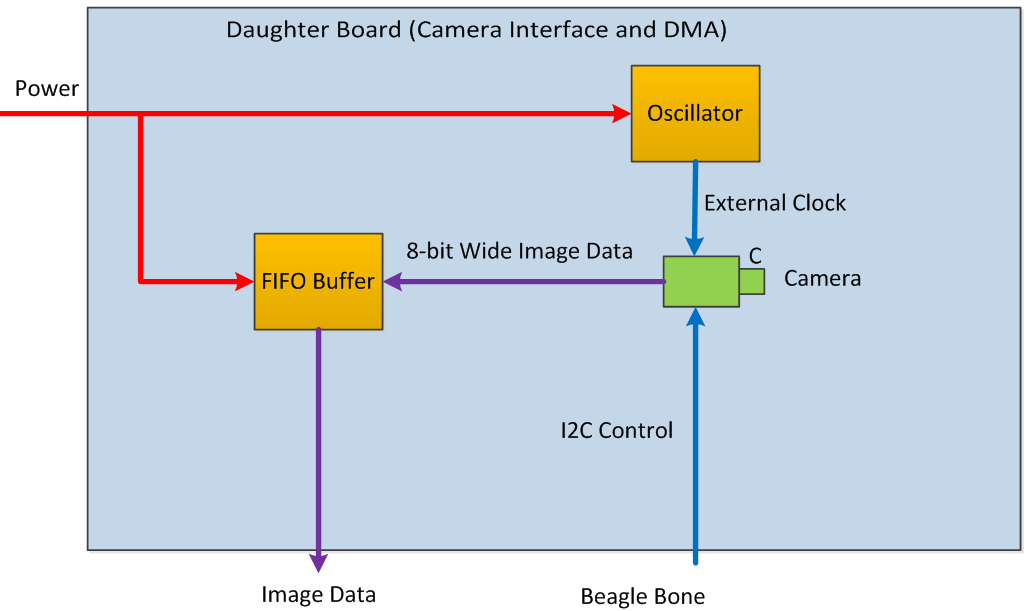 Daughter Board (Camera Interface and DMA)
Power
Oscillator
External Clock
8-bit Wide Image Data
C
FIFO Buffer
Camera
I2C Control
Image Data
Beagle Bone